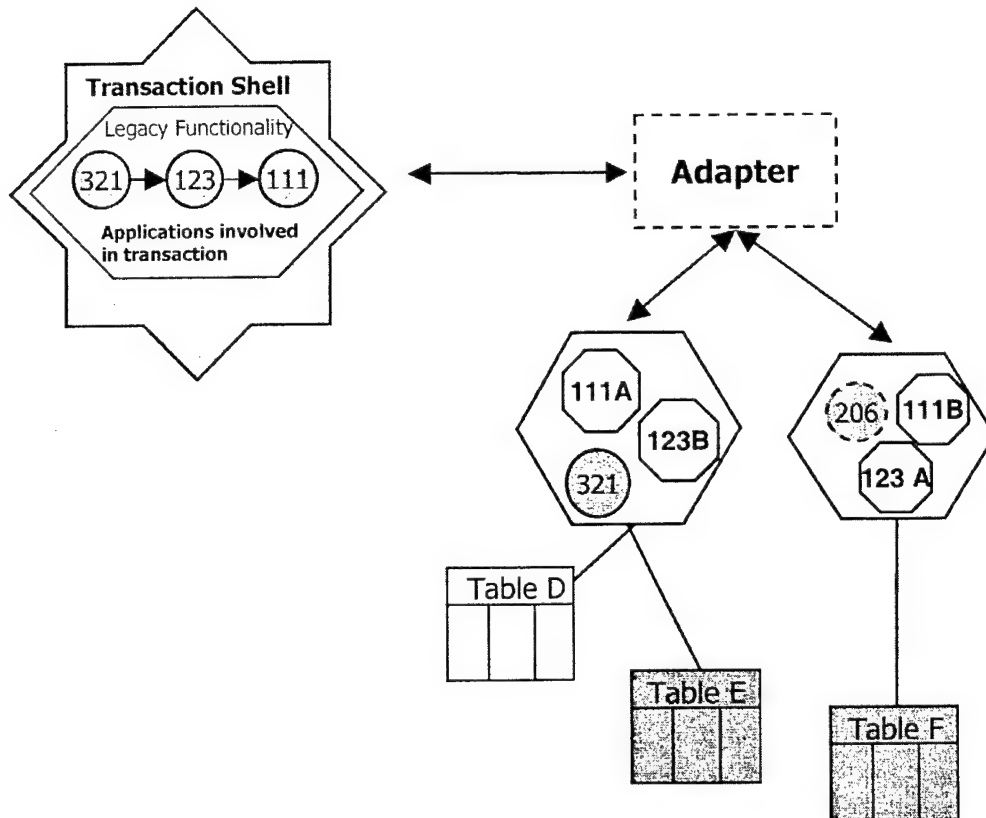 Transaction Shell
Legacy Functionality
321
123
111
Applications involved
in transaction
Adapter
111A
123B
321
206
111B
123 A
Table D
Table E
Table F